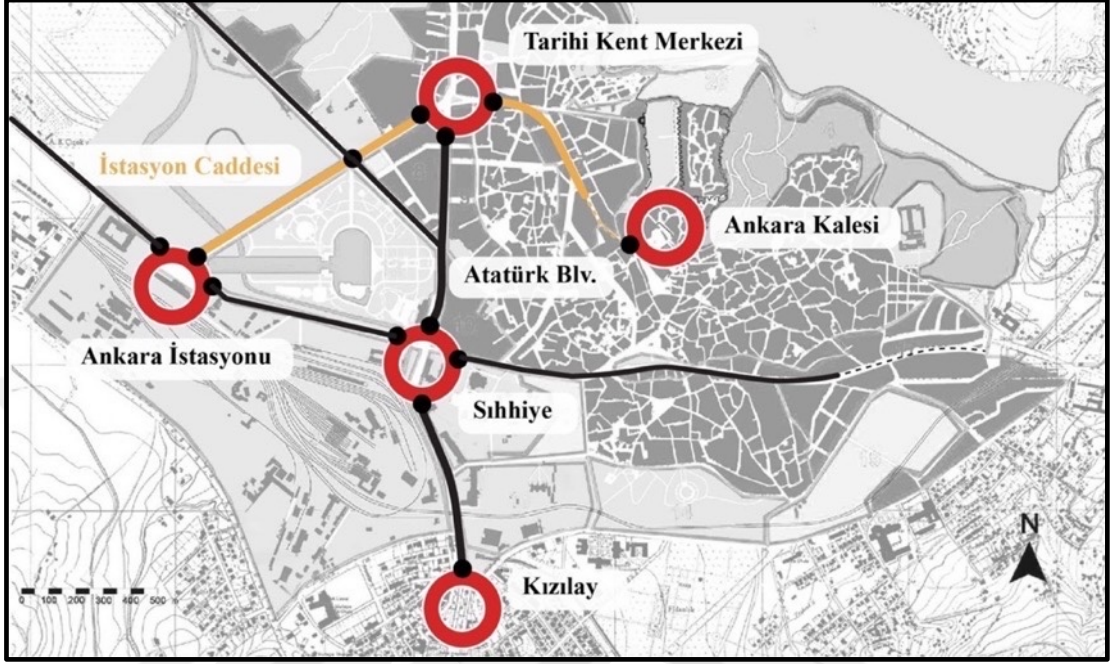 Tarihi Kent Merkezi
İstasyon Caddesi
Ankara Kalesi
Atatürk Blv.
Ankara İstasyonu
Sıhhiye
N
Kızılay
0 100 200 300 400 500 m